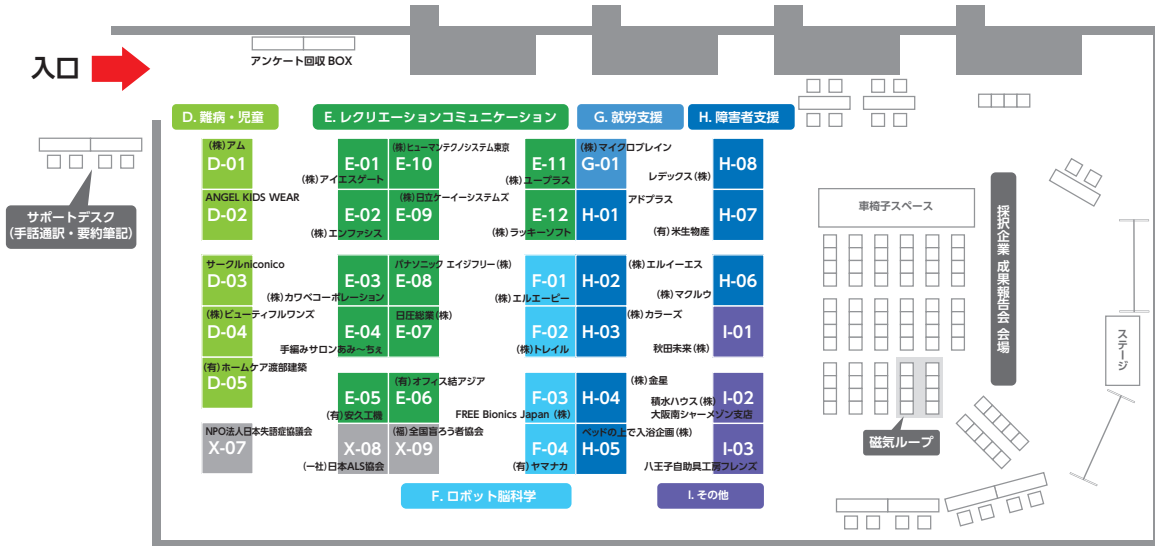 入口
アンケート回収 BOX
D. 難病・児童
E. レクリエーションコミュニケーション
G. 就労支援
H. 障害者支援
サポートデスク
(手話通訳・要約筆記)
(株)アム
D-01
ANGEL KIDS WEAR
D-02
サークルniconico
D-03
(株)ビューティフルワンズ
D-04
(有)ホームケア渡部建築
D-05
NPO法人日本失語症協議会
X-07
E-01
(株)アイエスゲート
E-02
(株)エンファシス
E-03
(株)カワベコーポレーション
E-04
手編みサロンあみ〜ちぇ
E-05
(有)安久工機
X-08
(一社)日本ALS協会
(株)ヒューマンテクノシステム東京
E-10
(株)日立ケーイーシステムズ
E-09
パナソニック エイジフリー(株)
E-08
日圧総業(株)
E-07
(有)オフィス結アジア
E-06
(福)全国盲ろう者協会
X-09
E-11
(株)ユープラス
E-12
(株)ラッキーソフト
F-01
(株)エルエーピー
F-02
(株)トレイル
F-03
FREE Bionics Japan (株)
F-04
(有)ヤマナカ
(株)マイクロブレイン
G-01
アドプラス
H-01
(株)エルイーエス
H-02
(株)カラーズ
H-03
(株)金星
H-04
ベッドの上で入浴企画(株)
H-05
H-08
レデックス(株)
H-07
(有)米生物産
H-06
(株)マクルウ
I-01
秋田未来(株)
I-02
積水ハウス(株)
大阪南シャーメゾン支店
I-03
八王子自助具工房フレンズ
F. ロボット脳科学
I. その他
車椅子スペース
磁気ループ
採択企業 成果報告会 会場
ステージ